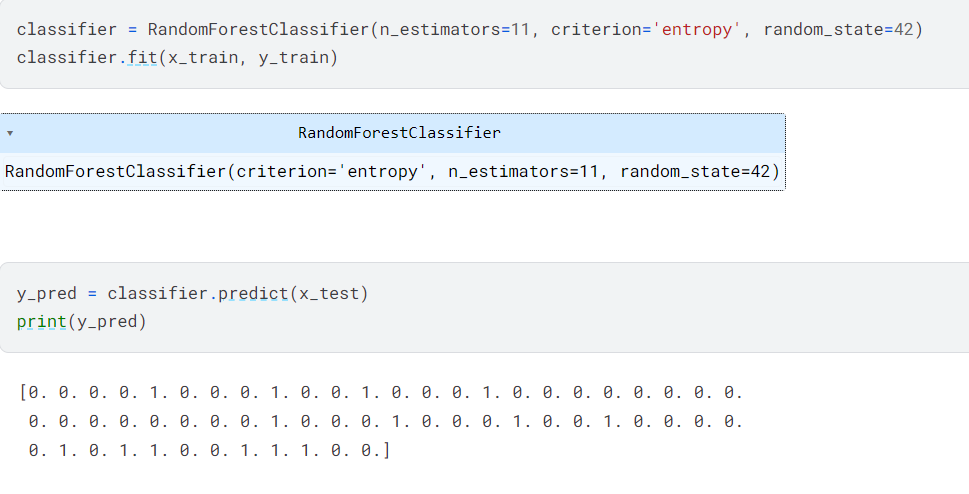 classifier = RandomForestClassifier(n_estimators=11, criterion='entropy', random_state=42)
classifier.fit(x_train, y_train)
RandomForestClassifier
RandomForestClassifier(criterion='entropy', n_estimators=11, random_state=42)
y_pred = classifier.predict(x_test)
print(y_pred)
[0. 0. 0. 0. 1. 0. 0. 0. 1. 0. 0. 1. 0. 0. 0. 1. 0. 0. 0. 0. 0. 0. 0. 0.
0. 0. 0. 0. 0. 0. 0. 0. 1. 0. 0. 0. 1. 0. 0. 0. 1. 0. 0. 1. 0. 0. 0. 0.
0. 1. 0. 1. 1. 0. 0. 1. 1. 1. 0. 0.]